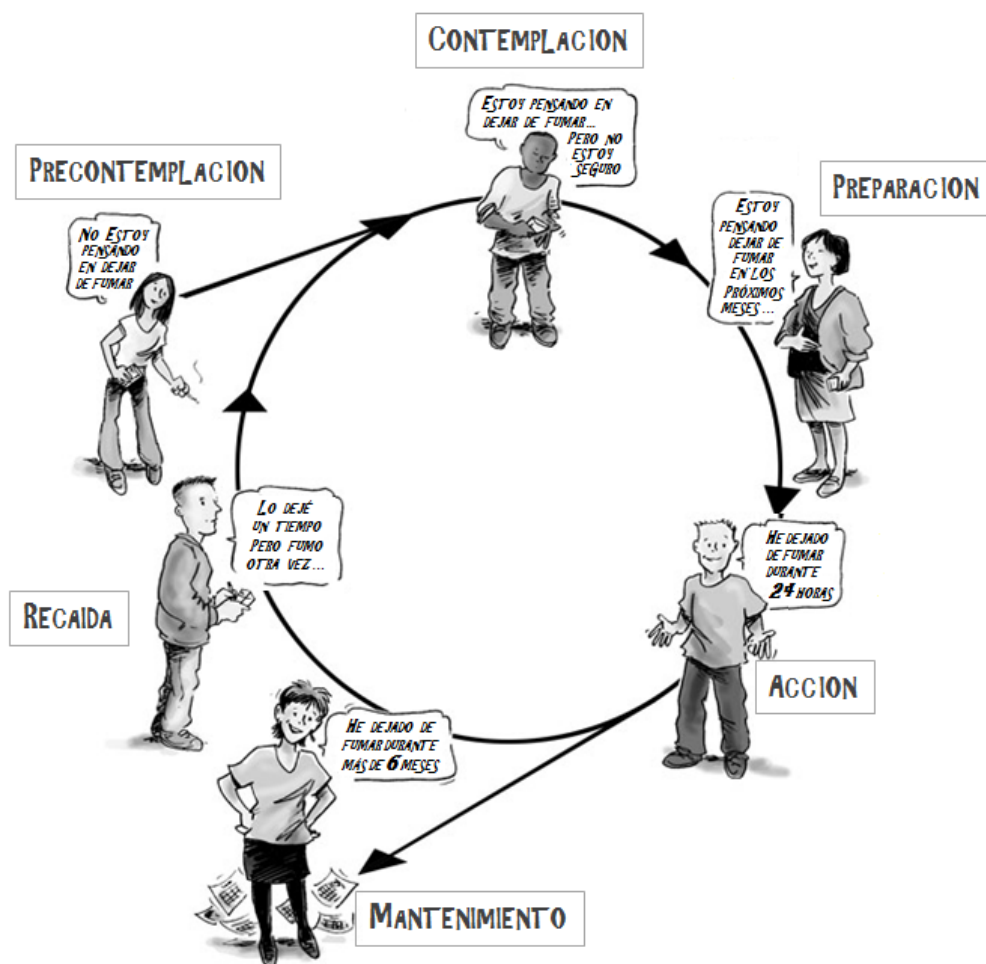 CONTEMPLACION
ESTOY PENSANDO EN
DEJAR DE FUMAR...
PERO NO
ESTOY
SEGURO
PRECONTEMPLACION
NO ESTOY
PENSANDO
EN DEJAR
DE FUMAR
PREPARACION
ESTOY
PENSANDO
DEJAR DE
FUMAR
EN LOS
PRÓXIMOS
MESES...
HE DEJADO
DE FUMAR
DURANTE
24 HORAS
ACCION
LO DEJÉ
UN TIEMPO
PERO FUMO
OTRA VEZ...
RECAIDA
HE DEJADO DE
FUMAR DURANTE
MÁS DE 6 MESES
MANTENIMIENTO